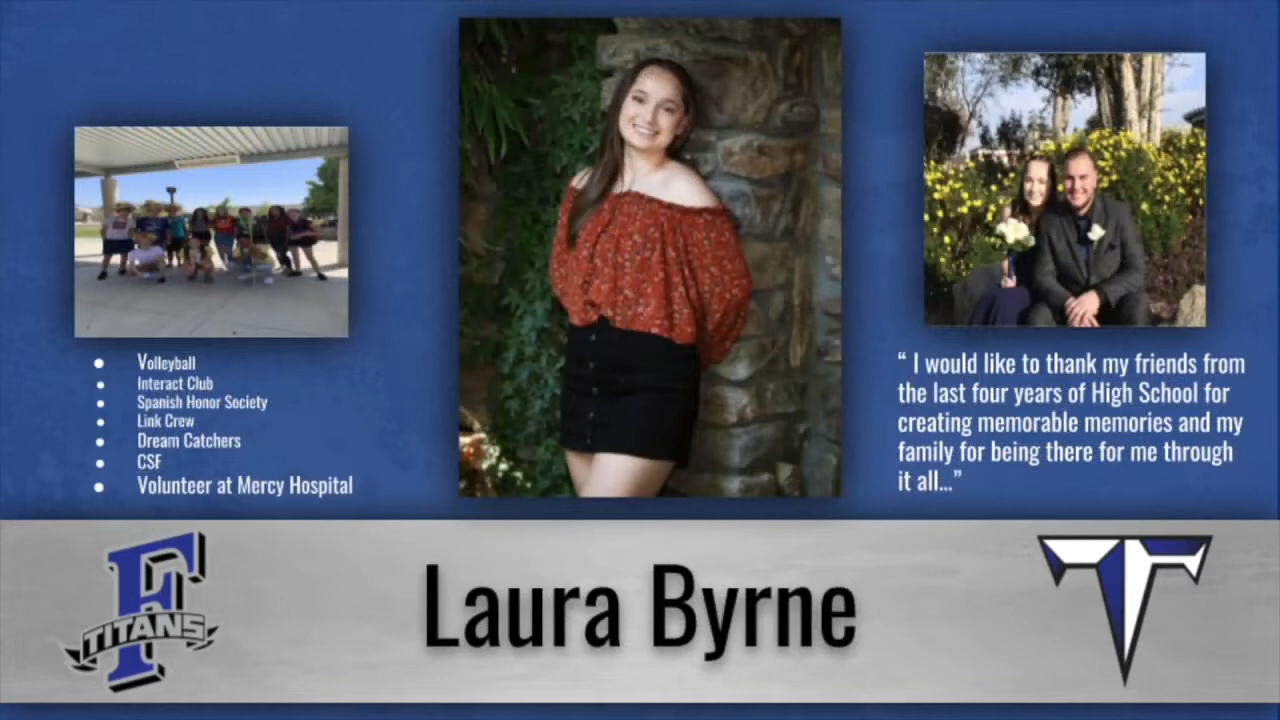 ● Volleyball
● Interact Club
● Spanish Honor Society
● Link Crew
● Dream Catchers
● CSF
● Volunteer at Mercy Hospital
“ I would like to thank my friends from
the last four years of High School for
creating memorable memories and my
family for being there for me through
it all...”
F
TITANS
Laura Byrne
T